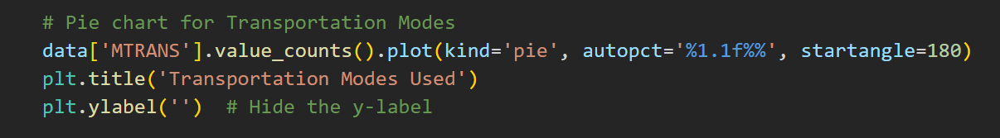 # Pie chart for Transportation Modes
data['MTRANS'].value_counts().plot(kind='pie', autopct='%1.1f%%', startangle=180)
plt.title('Transportation Modes Used')
plt.ylabel('')  # Hide the y-label